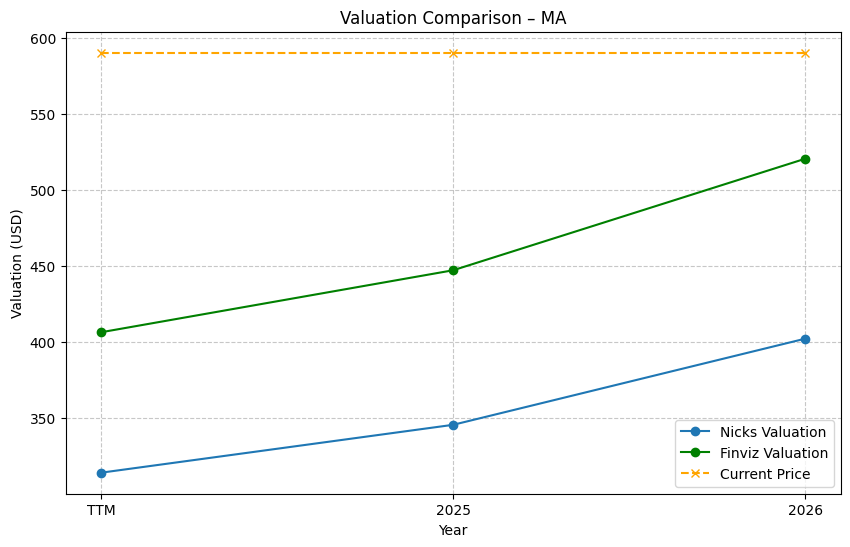 Valuation Comparison – MA
Valuation (USD)
600
550
500
450
400
350
TTM
2025
2026
Year
Nicks Valuation
Finviz Valuation
Current Price